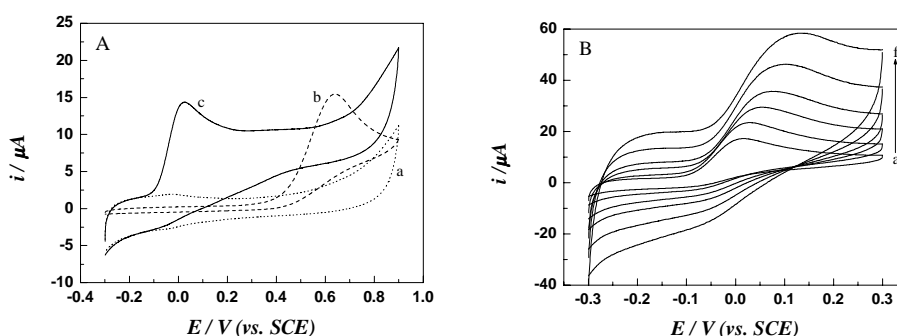 A
25
20
15
10
5
0
-5
-10
-0.4 -0.2 0.0 0.2 0.4 0.6 0.8 1.0
i / μA
E / V (vs. SCE)
c
b
a
B
60
40
20
0
-20
-40
-0.3 -0.2 -0.1 0.0 0.1 0.2 0.3
i / μA
E / V (vs. SCE)
f
a